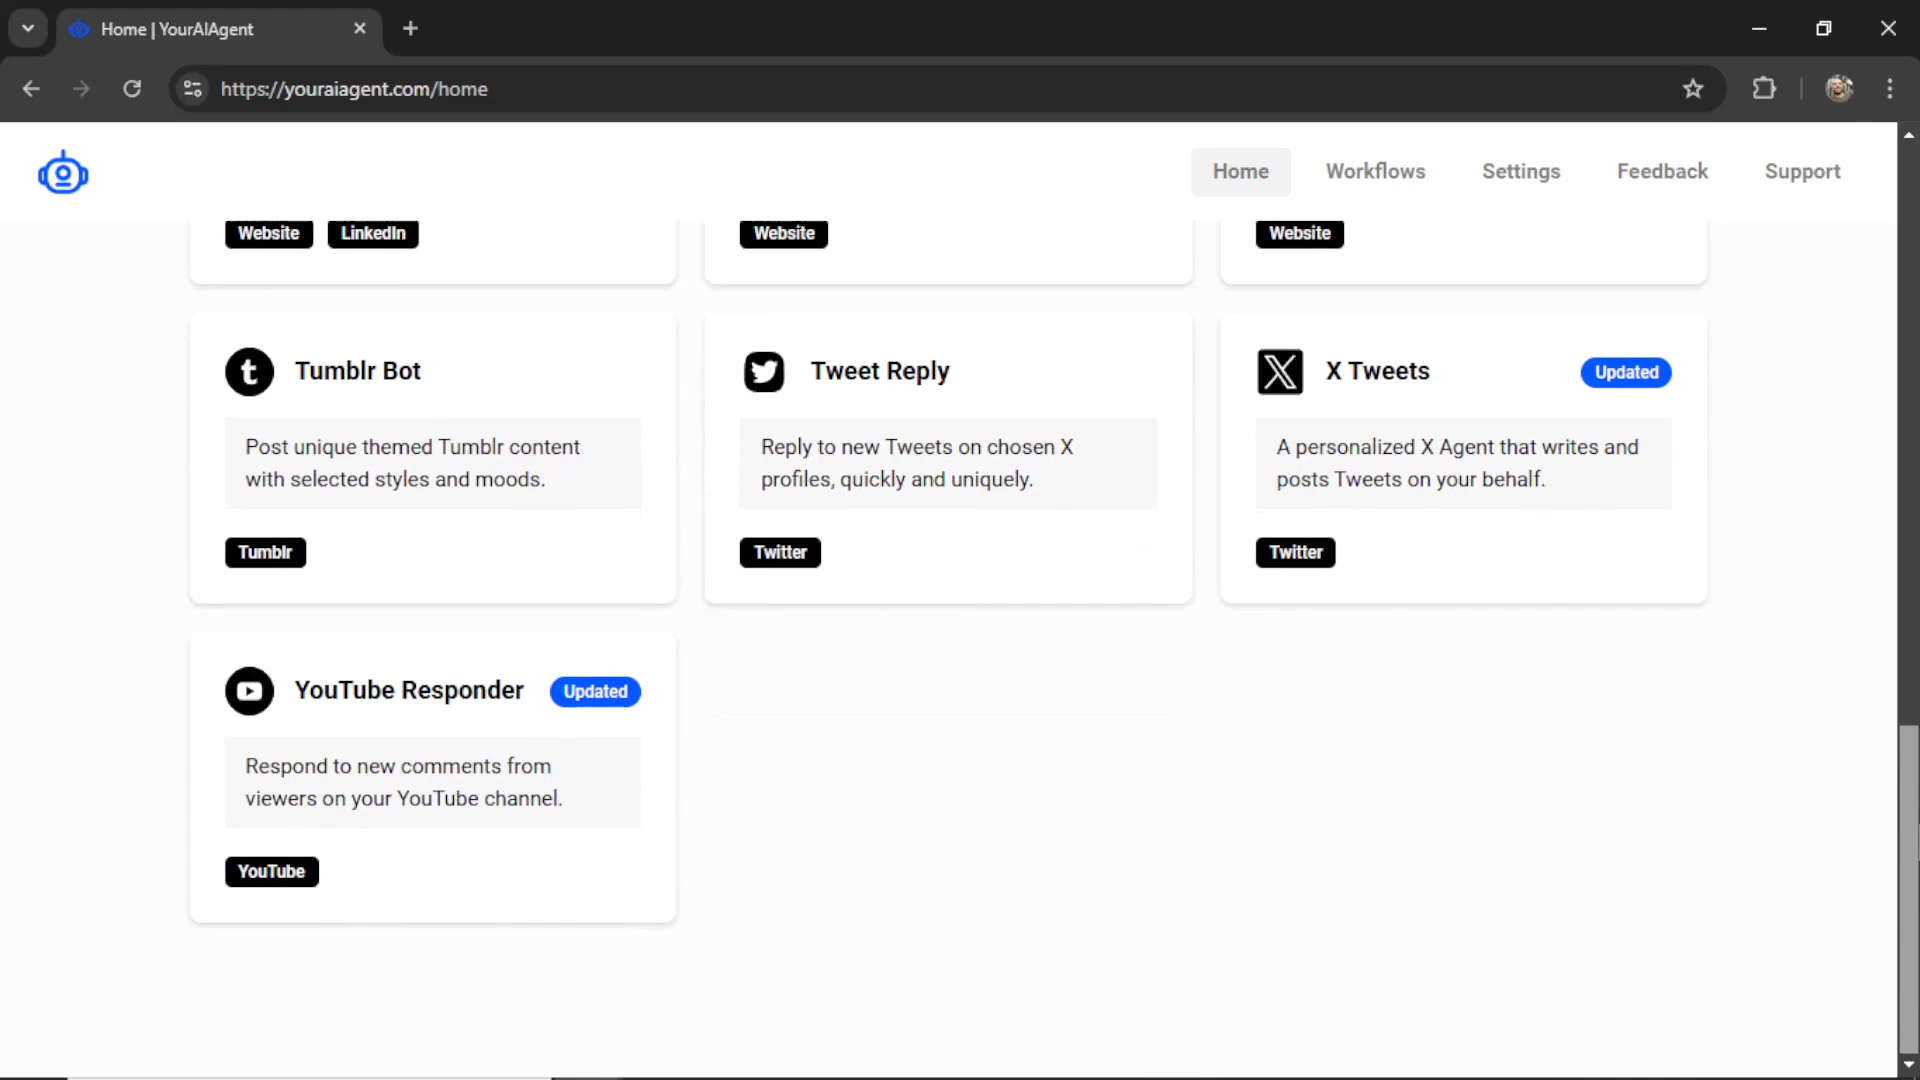 Home | YourAIAgent
https://youraiagent.com/home
Home Workflows Settings Feedback Support
Website LinkedIn Website Website
Tumblr Bot
Post unique themed Tumblr content
with selected styles and moods.
Tumblr
Tweet Reply
Reply to new Tweets on chosen X
profiles, quickly and uniquely.
Twitter
X Tweets Updated
A personalized X Agent that writes and
posts Tweets on your behalf.
Twitter
YouTube Responder Updated
Respond to new comments from
viewers on your YouTube channel.
YouTube